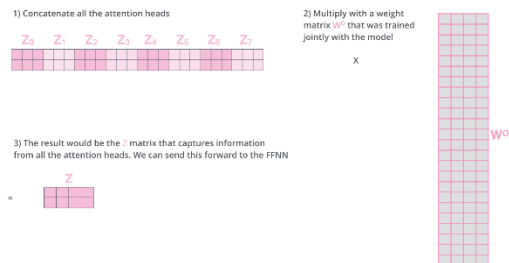 1) Concatenate all the attention heads
Z0 Z1 Z2 Z3 Z4 Z5 Z6 Z7
2) Multiply with a weight
matrix WO that was trained
jointly with the model
X
WO
3) The result would be the Z matrix that captures information
from all the attention heads. We can send this forward to the FFNN
Z
=